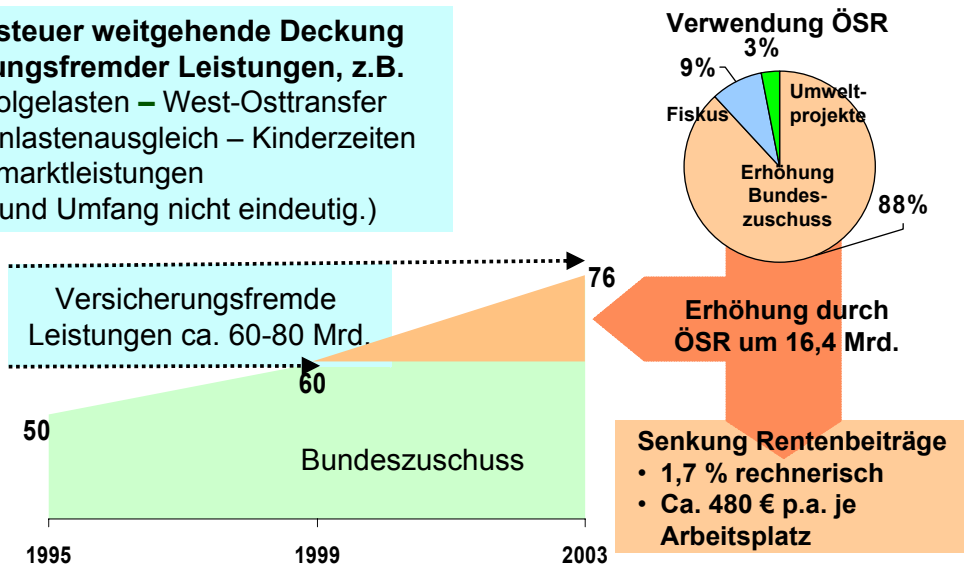 steuer weitgehende Deckung
ungsfremder Leistungen, z.B.
olgelasten – West-Osttransfer
nlastenausgleich – Kinderzeiten
marktleistungen
und Umfang nicht eindeutig.)
Verwendung ÖSR
3%
9%
Umwelt-
projekte
Fiskus
Erhöhung
Bundes-
zuschuss
88%
76
Versicherungsfremde
Leistungen ca. 60-80 Mrd.
Erhöhung durch
ÖSR um 16,4 Mrd.
60
50
Bundeszuschuss
Senkung Rentenbeiträge
• 1,7 % rechnerisch
• Ca. 480 € p.a. je
Arbeitsplatz
1995
1999
2003